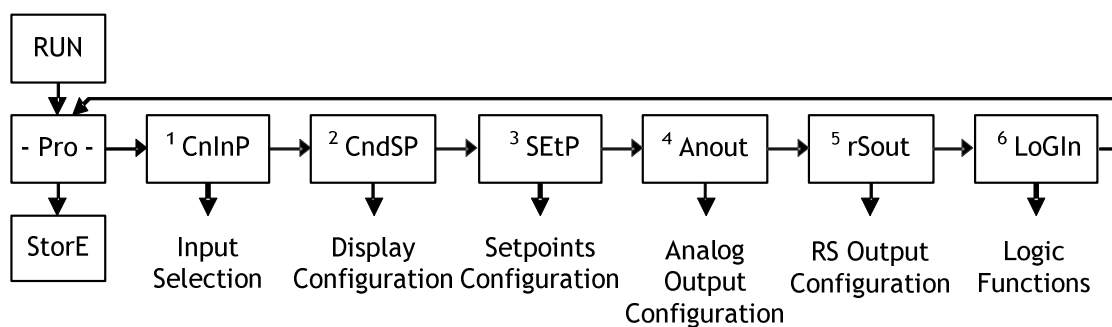 RUN
- Pro -
1 CnInP
2 CndSP
3 SEtP
4 Anout
5 rSout
6 LoGIn
StorE
Input
Selection
Display
Configuration
Setpoints
Configuration
Analog
Output
Configuration
RS Output
Configuration
Logic
Functions